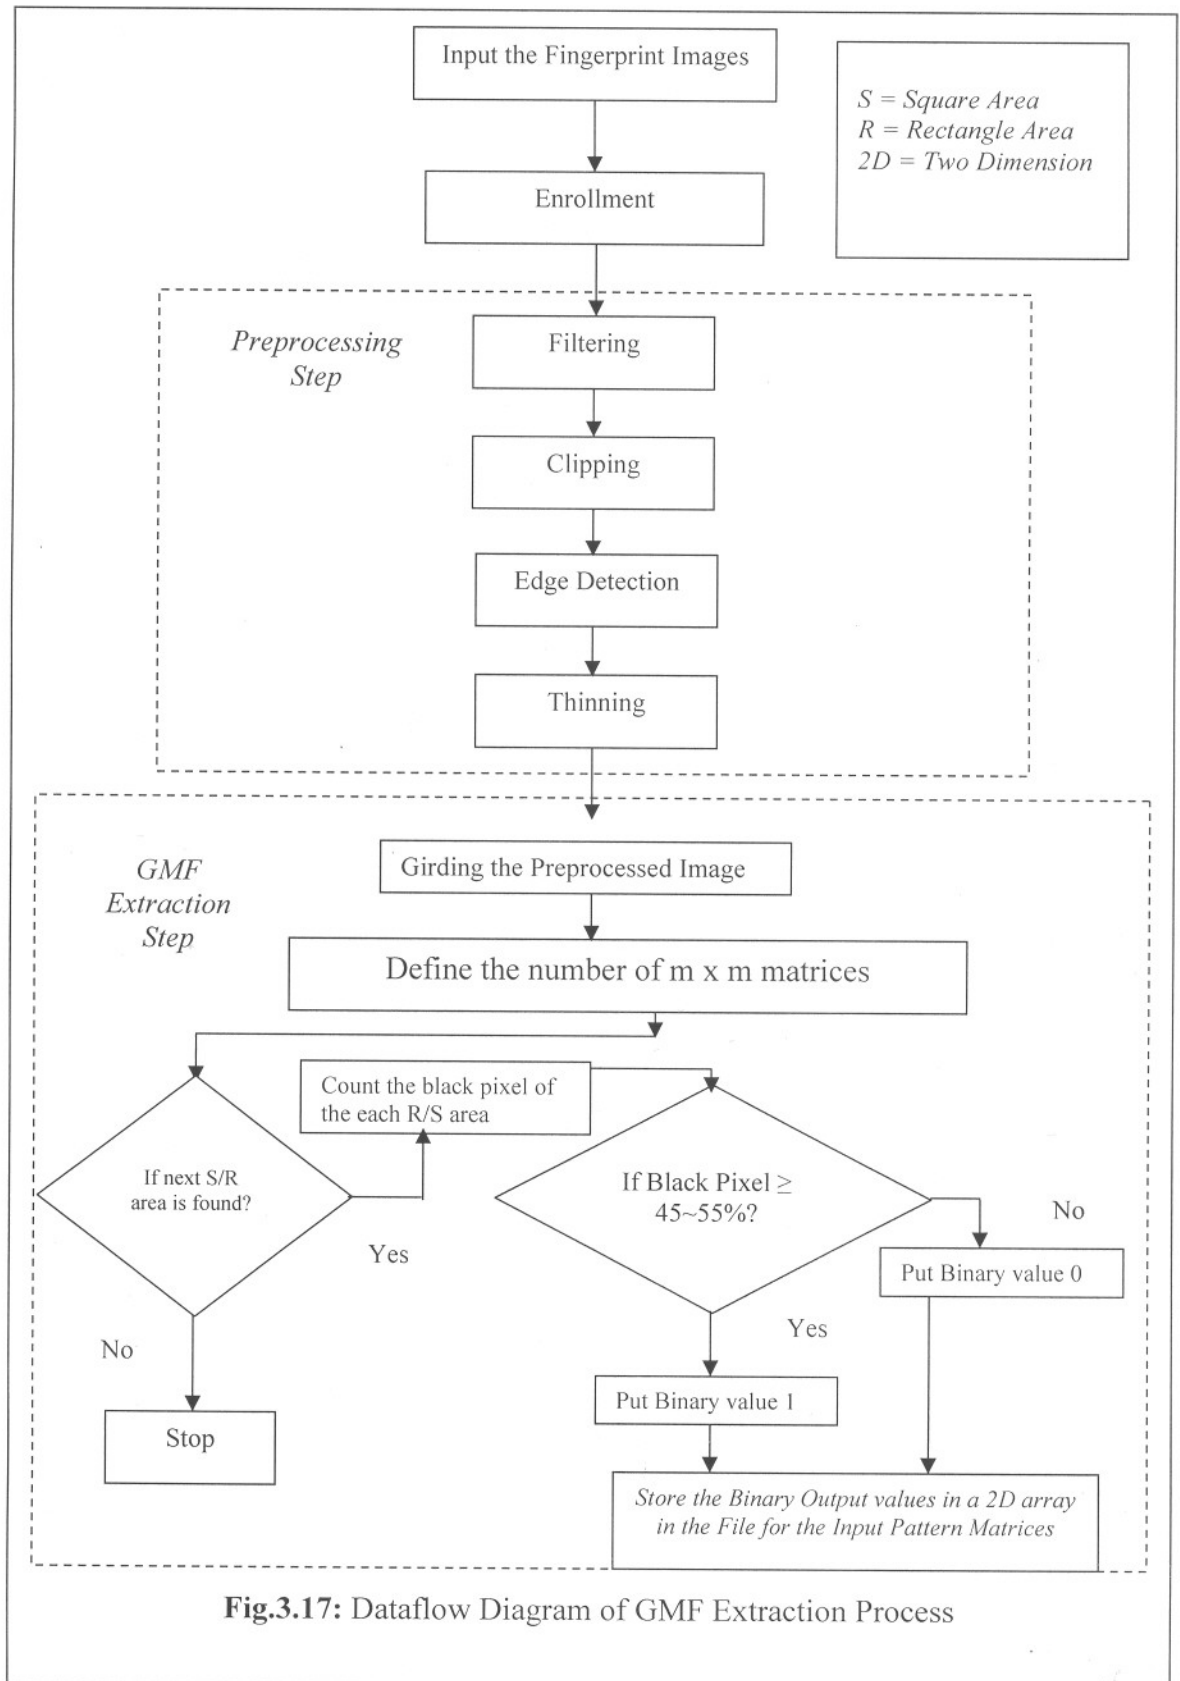 Input the Fingerprint Images
S = Square Area
R = Rectangle Area
2D = Two Dimension
Enrollment
Preprocessing
Step
Filtering
Clipping
Edge Detection
Thinning
GMF
Extraction
Step
Girding the Preprocessed Image
Define the number of m x m matrices
Count the black pixel of
the each R/S area
If next S/R
area is found?
Yes
No
Stop
If Black Pixel ≥
45~55%?
No
Put Binary value 0
Yes
Put Binary value 1
Store the Binary Output values in a 2D array
in the File for the Input Pattern Matrices
Fig.3.17: Dataflow Diagram of GMF Extraction Process